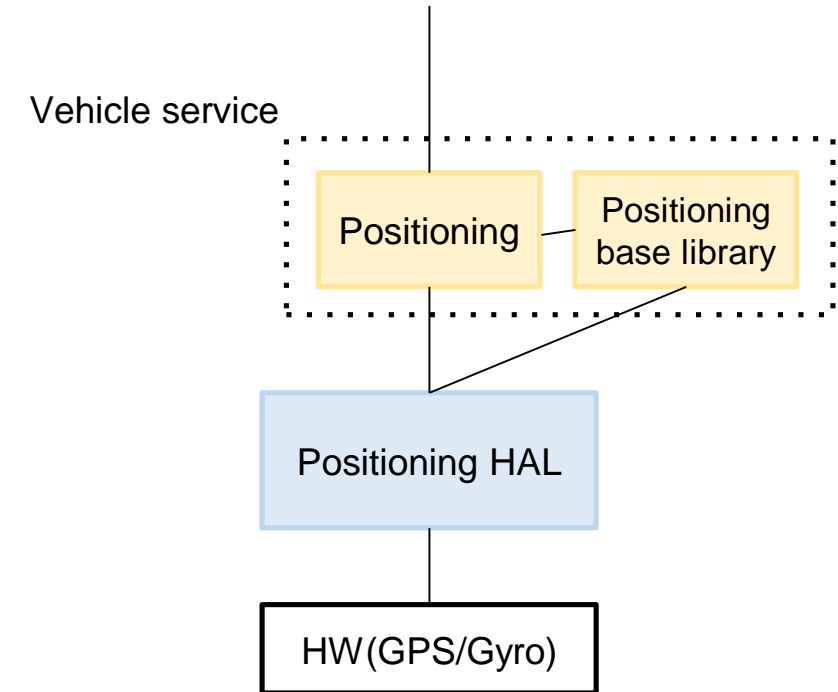 Vehicle service
Positioning
Positioning
base library
Positioning HAL
HW(GPS/Gyro)